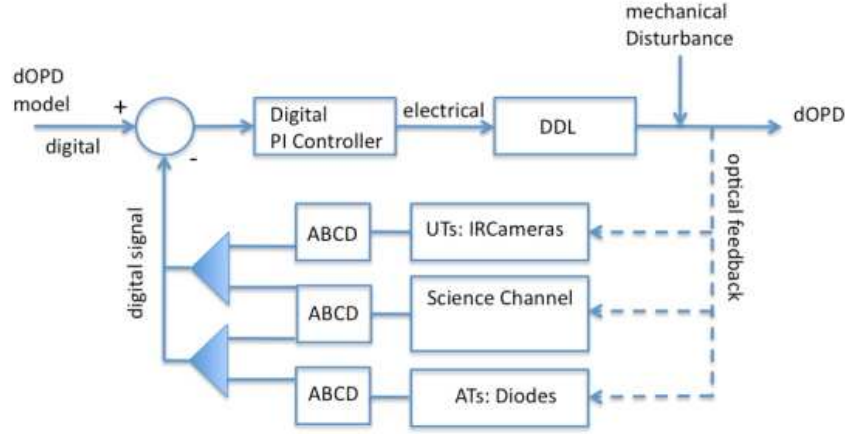 mechanical
Disturbance
dOPD
model
+
digital
-
Digital
PI Controller
electrical
DDL
dOPD
optical feedback
digital signal
ABCD
UTs: IRCameras
ABCD
Science Channel
ABCD
ATs: Diodes